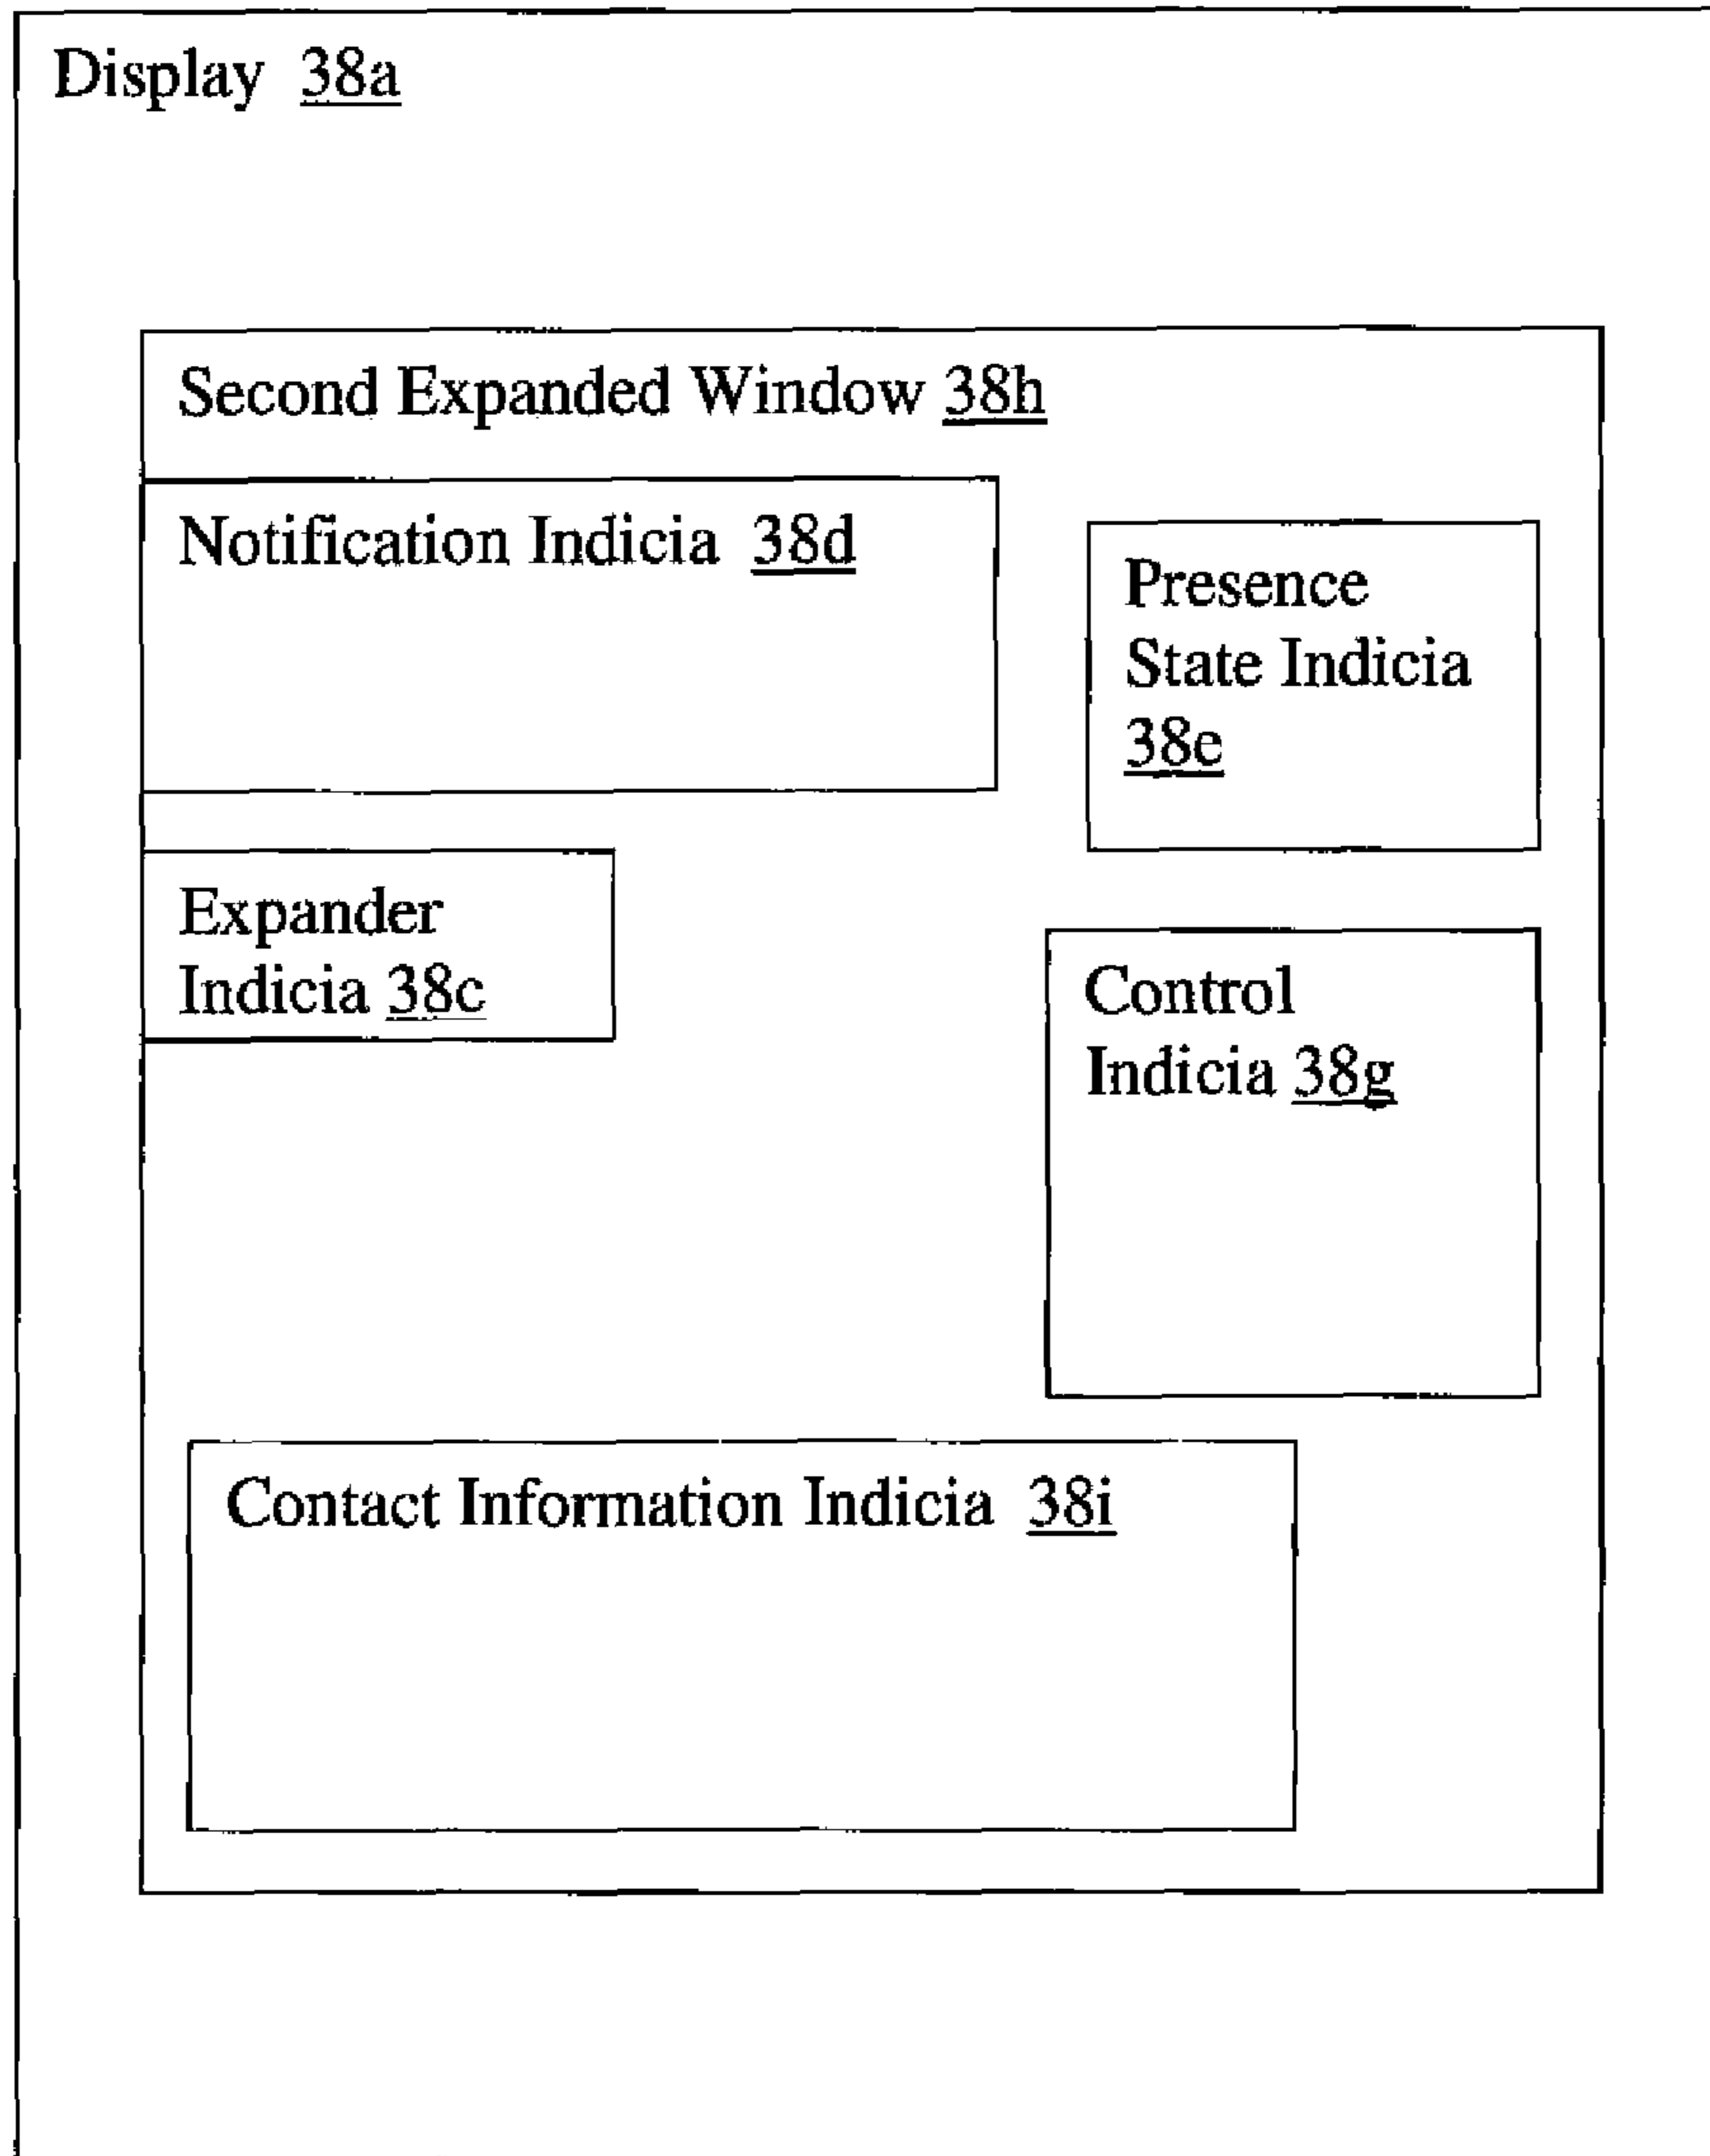 Display 38a
Second Expanded Window 38h
Notification Indicia 38d
Presence
State Indicia
38e
Expander
Indicia 38c
Control
Indicia 38g
Contact Information Indicia 38i